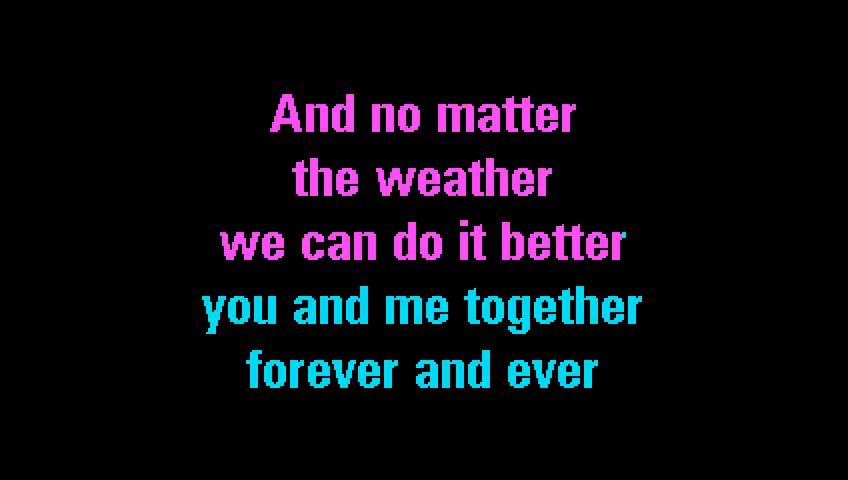 And no matter
the weather
we can do it better
you and me together
forever and ever